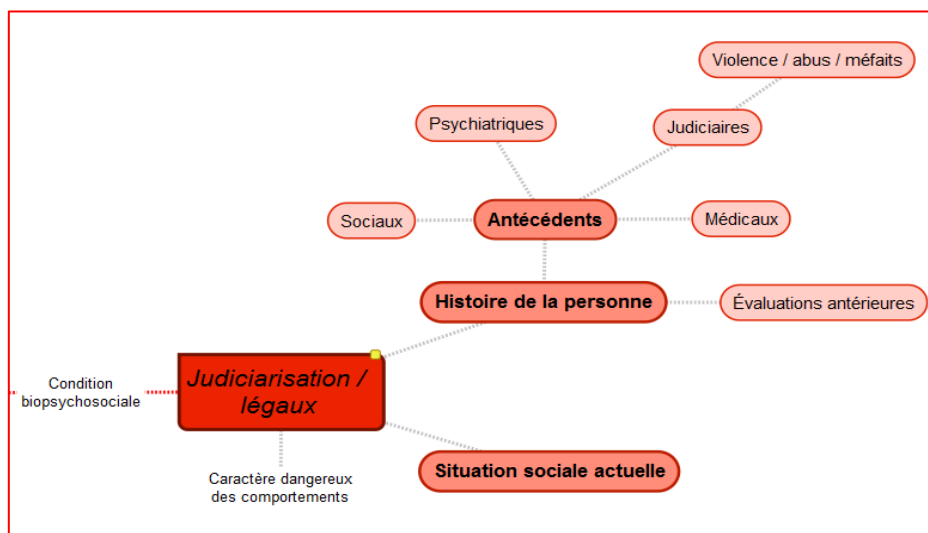 Violence / abus / méfaits
Psychiatriques
Judiciaires
Sociaux
Antécédents
Médicaux
Histoire de la personne
Évaluations antérieures
Judiciarisation /
légaux
Condition
biopsychosociale
Situation sociale actuelle
Caractère dangereux
des comportements